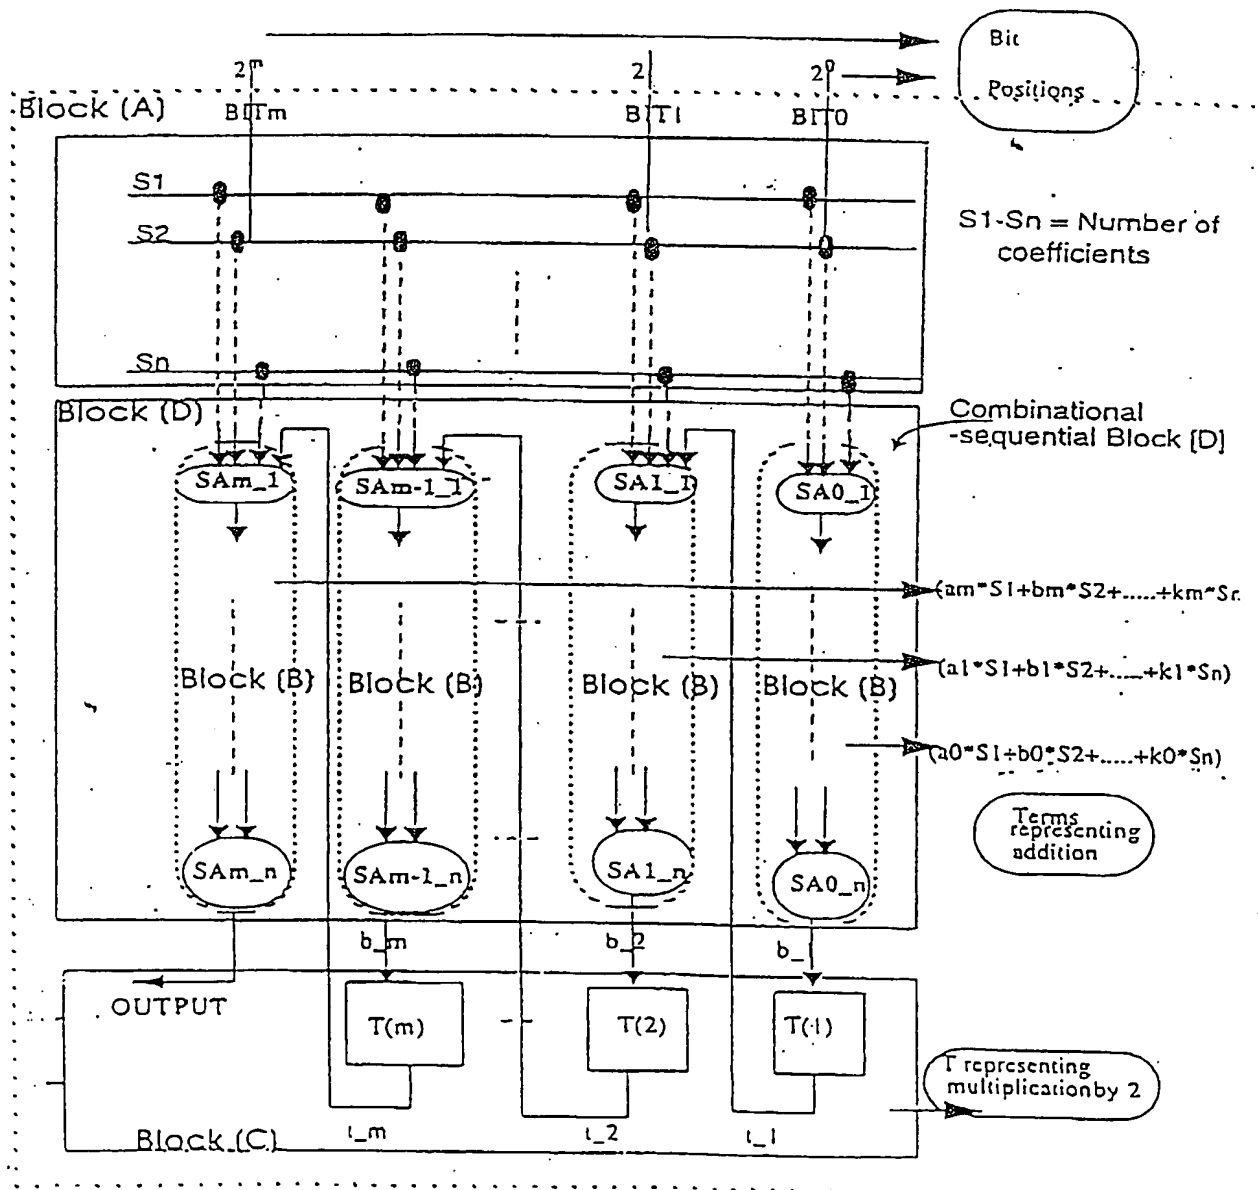 Bit
Positions
2^m
2
2^0
Block (A)
BITm
BIT1
BIT0
S1
S2
Sn
S1-Sn = Number of
coefficients
Block (D)
Combinational
-sequential Block [D]
SAm_1
SAm-1_1
SA1_1
SA0_1
(am*S1+bm*S2+.....+km*Sn
Block (B)
Block (B)
Block (B)
Block (B)
(a1*S1+b1*S2+.....+k1*Sn)
(a0*S1+b0*S2+.....+k0*Sn)
Terms
representing
addition
SAm_n
SAm-1_n
SA1_n
SA0_n
b_m
b_2
b_
OUTPUT
T(m)
T(2)
T(1)
T representing
multiplication by 2
Block (C)
t_m
t_2
t_1